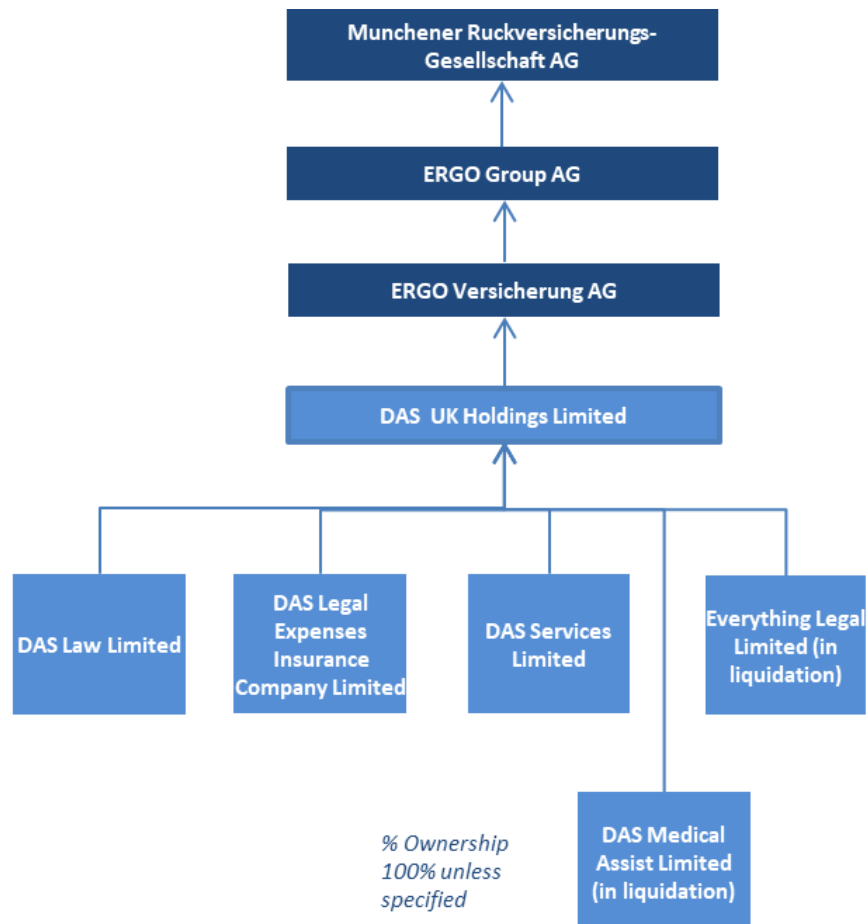 Munchener Ruckversicherungs-
Gesellschaft AG
ERGO Group AG
ERGO Versicherung AG
DAS  UK Holdings Limited
DAS Law Limited
DAS Legal
Expenses
Insurance
Company Limited
DAS Services
Limited
Everything Legal
Limited (in
liquidation)
% Ownership
100% unless
specified
DAS Medical
Assist Limited
(in liquidation)